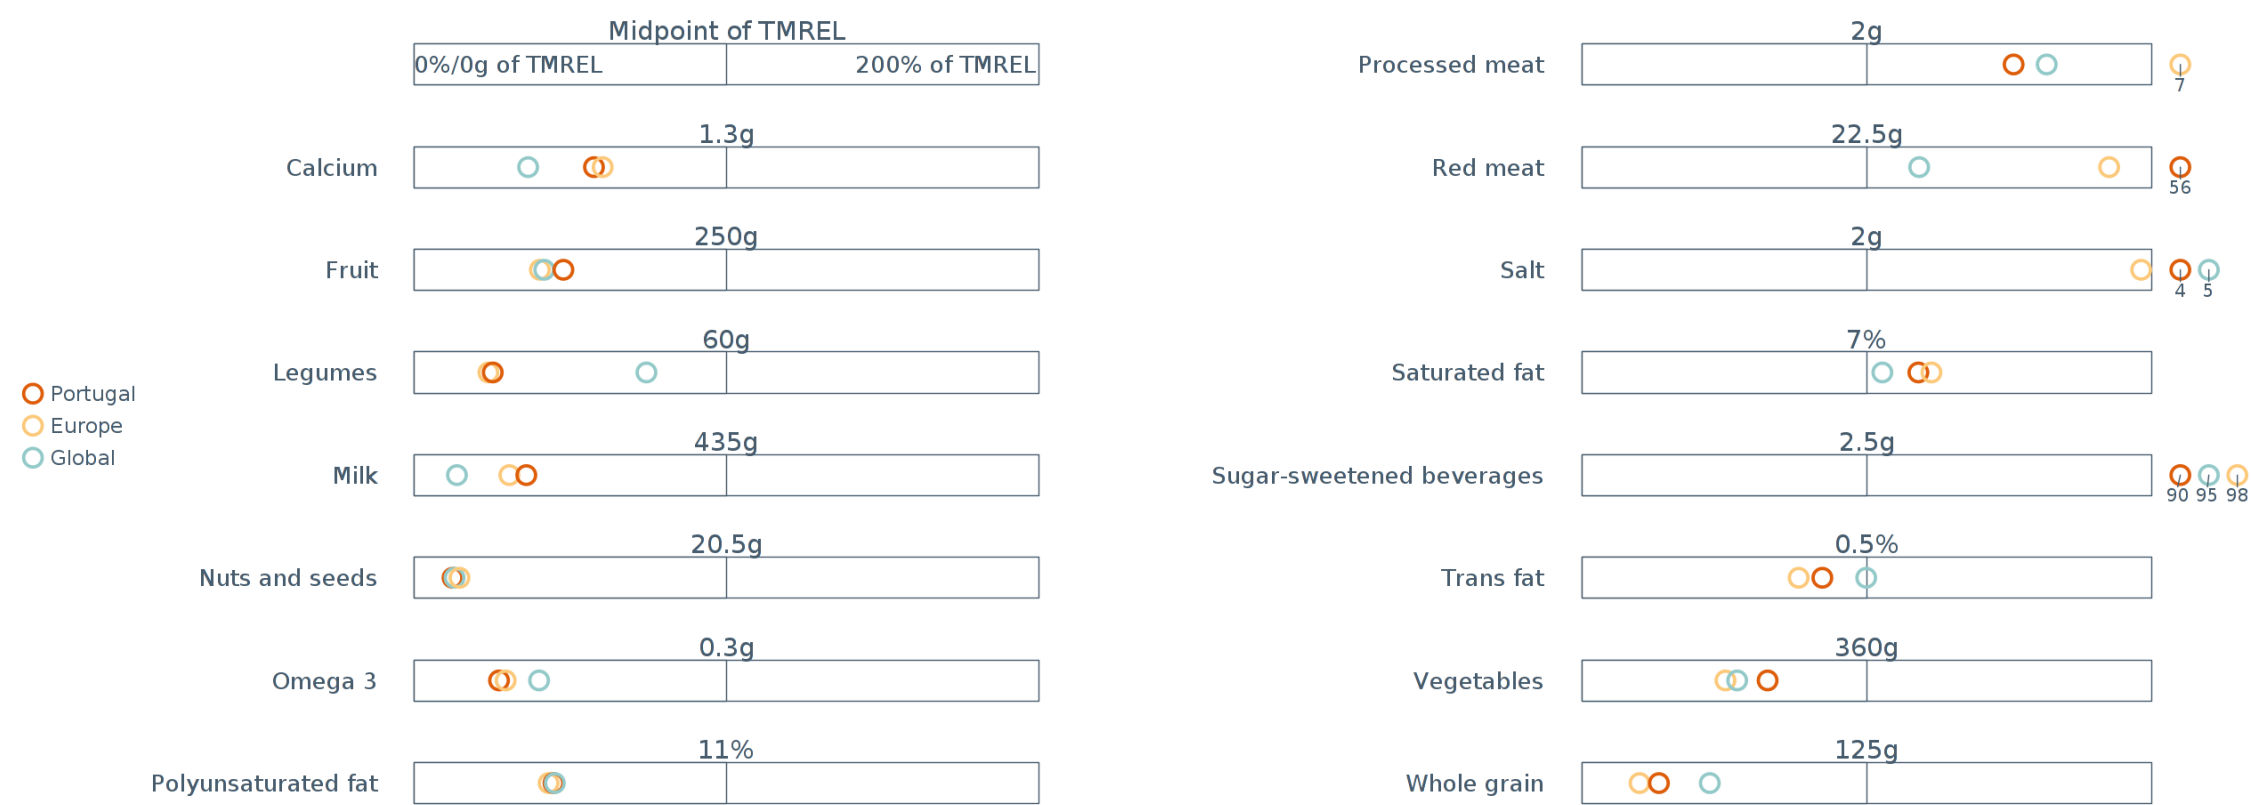 Midpoint of TMREL
0%/0g of TMREL 200% of TMREL
1.3g
Calcium
250g
Fruit
60g
Legumes
435g
Milk
20.5g
Nuts and seeds
0.3g
Omega 3
11%
Polyunsaturated fat
Portugal
Europe
Global
2g
Processed meat
7
22.5g
Red meat
56
2g
Salt
4 5
7%
Saturated fat
2.5g
Sugar-sweetened beverages
90 95 98
0.5%
Trans fat
360g
Vegetables
125g
Whole grain